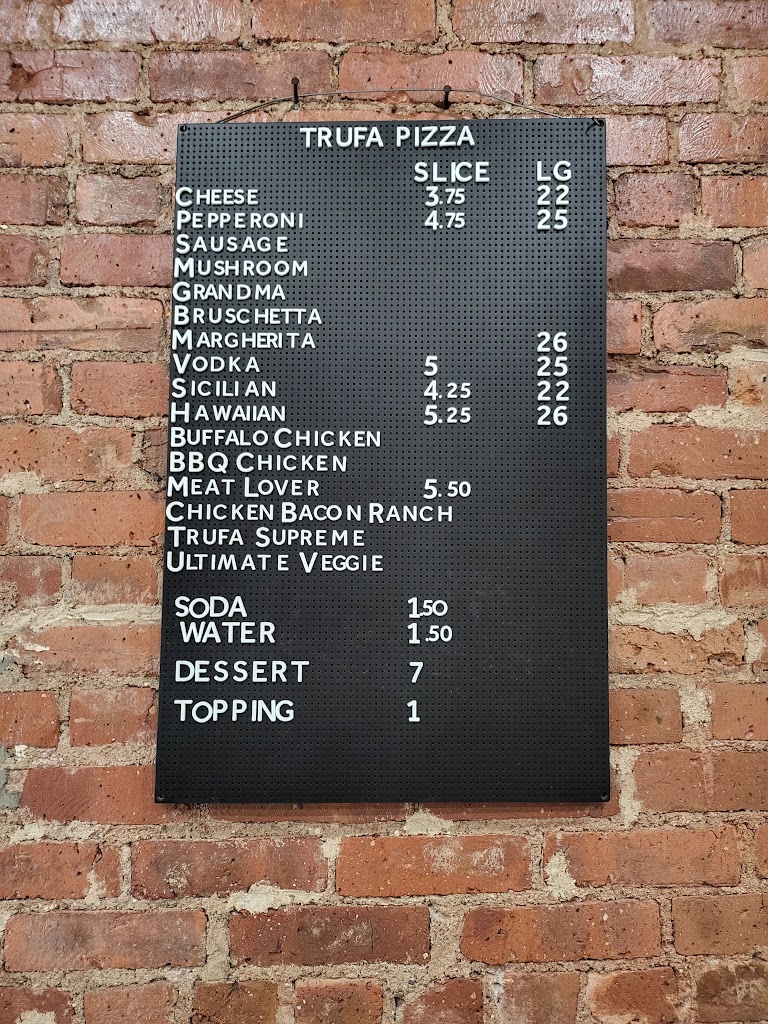 TRUFA PIZZA
SLICE LG
CHEESE 3.75 22
PEPPERONI 4.75 25
SAUSAGE
MUSHROOM
GRANDMA
BRUSCHETTA
MARGHERITA 26
VODKA 5 25
SICILIAN 4.25 22
HAWAIIAN 5.25 26
BUFFALO CHICKEN
BBQ CHICKEN
MEAT LOVER 5.50
CHICKEN BACON RANCH
TRUFA SUPREME
ULTIMATE VEGGIE
SODA 1.50
WATER 1.50
DESSERT 7
TOPPING 1